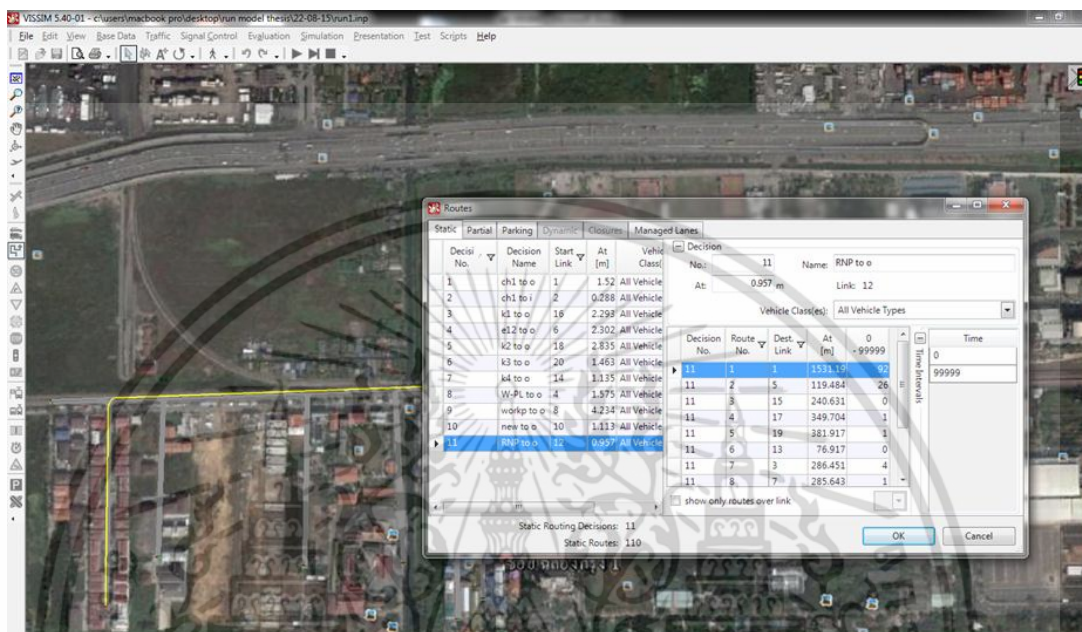 VISSIM 5.40-01 - c:\users\macbook pro\desktop\run model thesis\22-08-15\run1.inp
File Edit View Base Data Traffic Signal Control Evaluation Simulation Presentation Test Scripts Help
Routes
Static Partial Parking Dynamic Closures Managed Lanes
Decisi No. Decision Name Start Link At [m] Vehic Class(
1 ch1 to o 1 1.52 All Vehicle
2 ch1 to i 2 0.288 All Vehicle
3 k1 to o 16 2.293 All Vehicle
4 e12 to o 6 2.302 All Vehicle
5 k2 to o 18 2.835 All Vehicle
6 k3 to o 20 1.463 All Vehicle
7 k4 to o 14 1.135 All Vehicle
8 W-PL to o 4 1.575 All Vehicle
9 workp to o 8 4.234 All Vehicle
10 new to o 10 1.113 All Vehicle
11 RNP to o 12 0.957 All Vehicle
Static Routing Decisions: 11
Static Routes: 110
Decision
No.: 11 Name: RNP to o
At: 0.957 m Link: 12
Vehicle Class(es): All Vehicle Types
Decision No. Route No. Dest. Link At [m] 0 - 99999
11 1 1 1531.19 92
11 2 5 119.484 26
11 3 15 240.631 0
11 4 17 349.704 1
11 5 19 381.917 1
11 6 13 76.917 0
11 7 3 286.451 4
11 8 7 285.643 1
show only routes over link
Time Intervals
Time
0
99999
OK Cancel